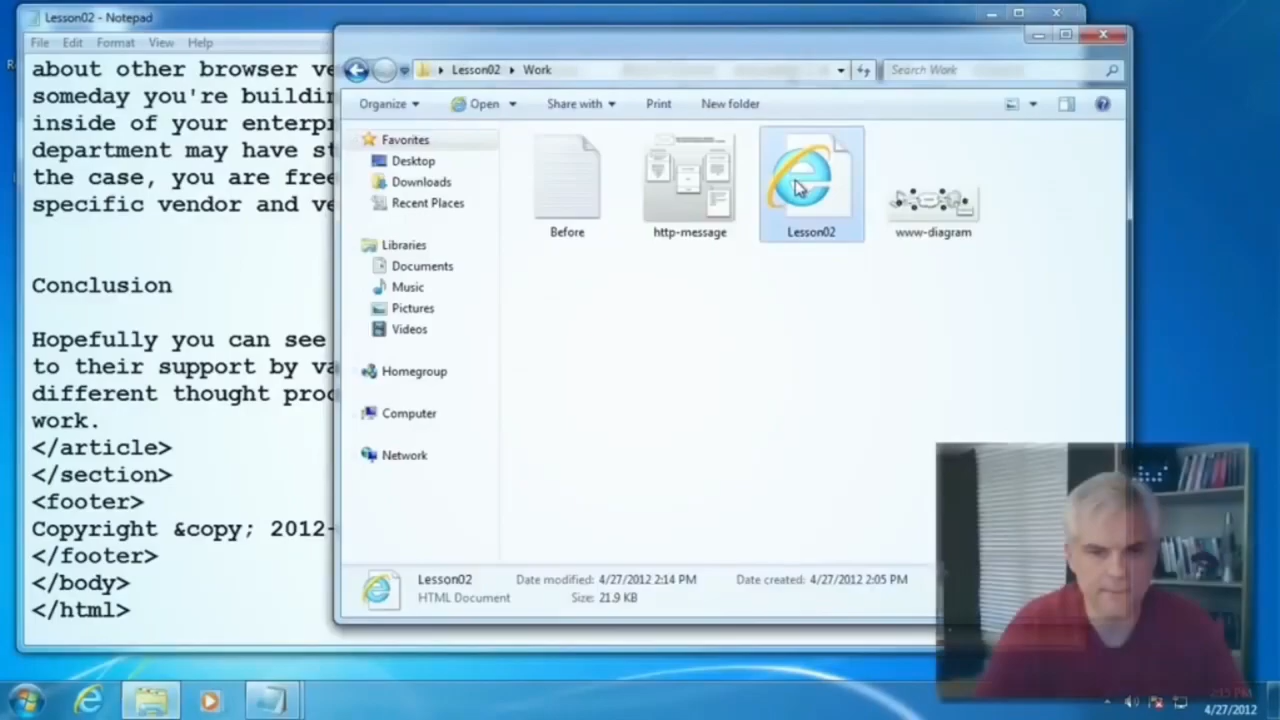 Lesson02 - Notepad
File Edit Format View Help
about other browser ve
someday you're buildin
inside of your enterpr
department may have st
the case, you are free
specific vendor and ve
Conclusion
Hopefully you can see
to their support by va
different thought proc
work.
</article>
</section>
<footer>
Copyright &copy; 2012-
</footer>
</body>
</html>
Lesson02 Work
Search Work
Organize Open Share with Print New folder
Favorites
Desktop
Downloads
Recent Places
Libraries
Documents
Music
Pictures
Videos
Homegroup
Computer
Network
Before
http-message
Lesson02
www-diagram
Lesson02 Date modified: 4/27/2012 2:14 PM Date created: 4/27/2012 2:05 PM
HTML Document Size: 21.9 KB
4/27/2012